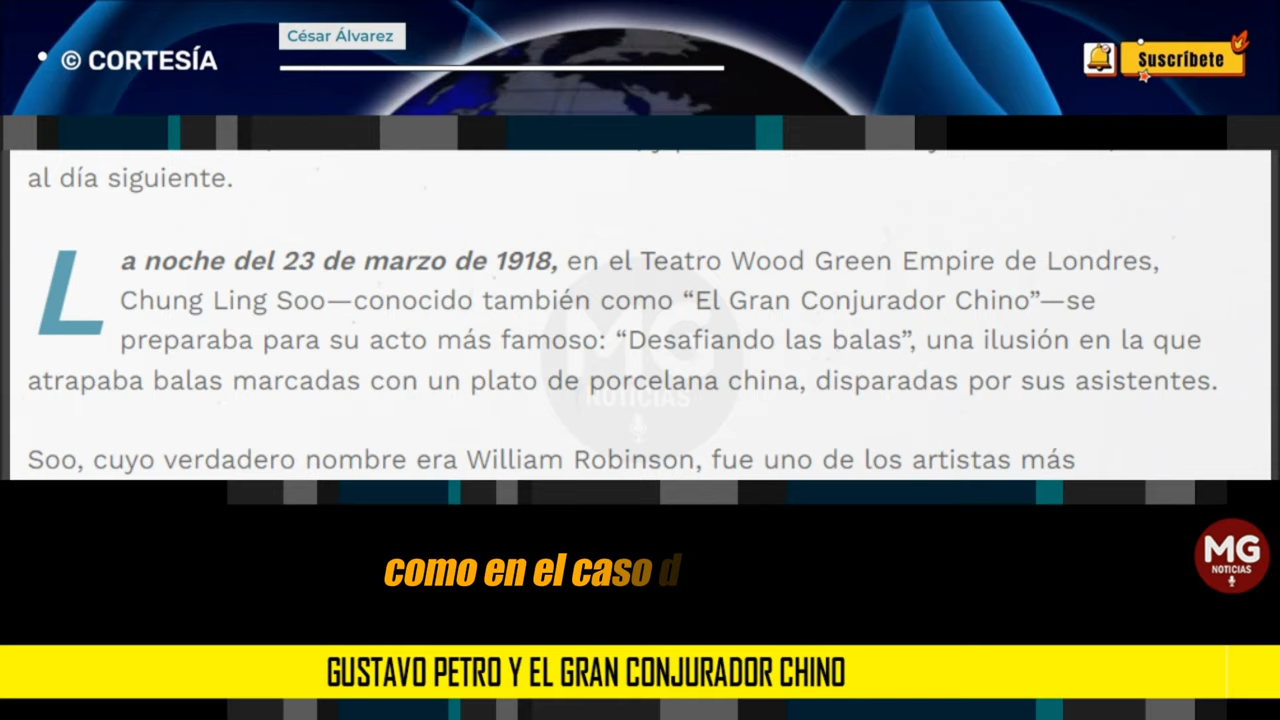 César Álvarez
© CORTESÍA
Suscríbete
al día siguiente.
La noche del 23 de marzo de 1918, en el Teatro Wood Green Empire de Londres,
Chung Ling Soo—conocido también como “El Gran Conjurador Chino”—se
preparaba para su acto más famoso: “Desafiando las balas”, una ilusión en la que
atrapaba balas marcadas con un plato de porcelana china, disparadas por sus asistentes.
MG
NOTICIAS
Soo, cuyo verdadero nombre era William Robinson, fue uno de los artistas más
como en el caso d
MG
NOTICIAS
GUSTAVO PETRO Y EL GRAN CONJURADOR CHINO